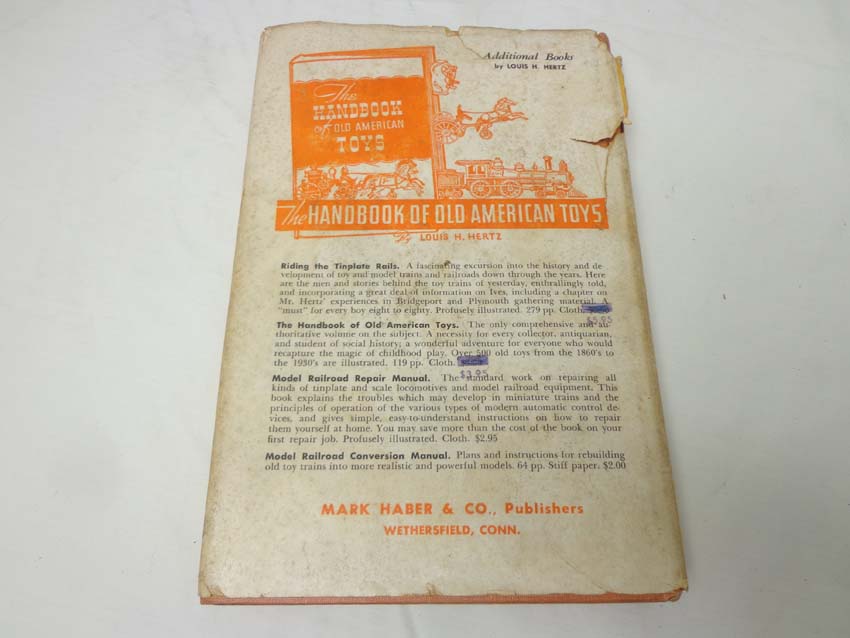 Additional Books
by LOUIS H. HERTZ
The
HANDBOOK
of OLD AMERICAN
TOYS
The HANDBOOK OF OLD AMERICAN TOYS
By LOUIS H. HERTZ
Riding the Tinplate Rails. A fascinating excursion into the history and de-
velopment of toy and model trains and railroads down through the years. Here
are the men and stories behind the toy trains of yesterday, enthrallingly told,
and incorporating a great deal of information on Ives, including a chapter on
Mr. Hertz' experiences in Bridgeport and Plymouth gathering material. A
"must" for every boy eight to eighty. Profusely illustrated. 279 pp. Cloth.
$5.95
The Handbook of Old American Toys. The only comprehensive and au-
thoritative volume on the subject. A necessity for every collector, antiquarian,
and student of social history; a wonderful adventure for everyone who would
recapture the magic of childhood play. Over 500 old toys from the 1860's to
the 1930's are illustrated. 119 pp. Cloth.
$3.95
Model Railroad Repair Manual. The standard work on repairing all
kinds of tinplate and scale locomotives and model railroad equipment. This
book explains the troubles which may develop in miniature trains and the
principles of operation of the various types of modern automatic control de-
vices, and gives simple, easy-to-understand instructions on how to repair
them yourself at home. You may save more than the cost of the book on your
first repair job. Profusely illustrated. Cloth. $2.95
Model Railroad Conversion Manual. Plans and instructions for rebuilding
old toy trains into more realistic and powerful models. 64 pp. Stiff paper. $2.00
MARK HABER & CO., Publishers
WETHERSFIELD, CONN.